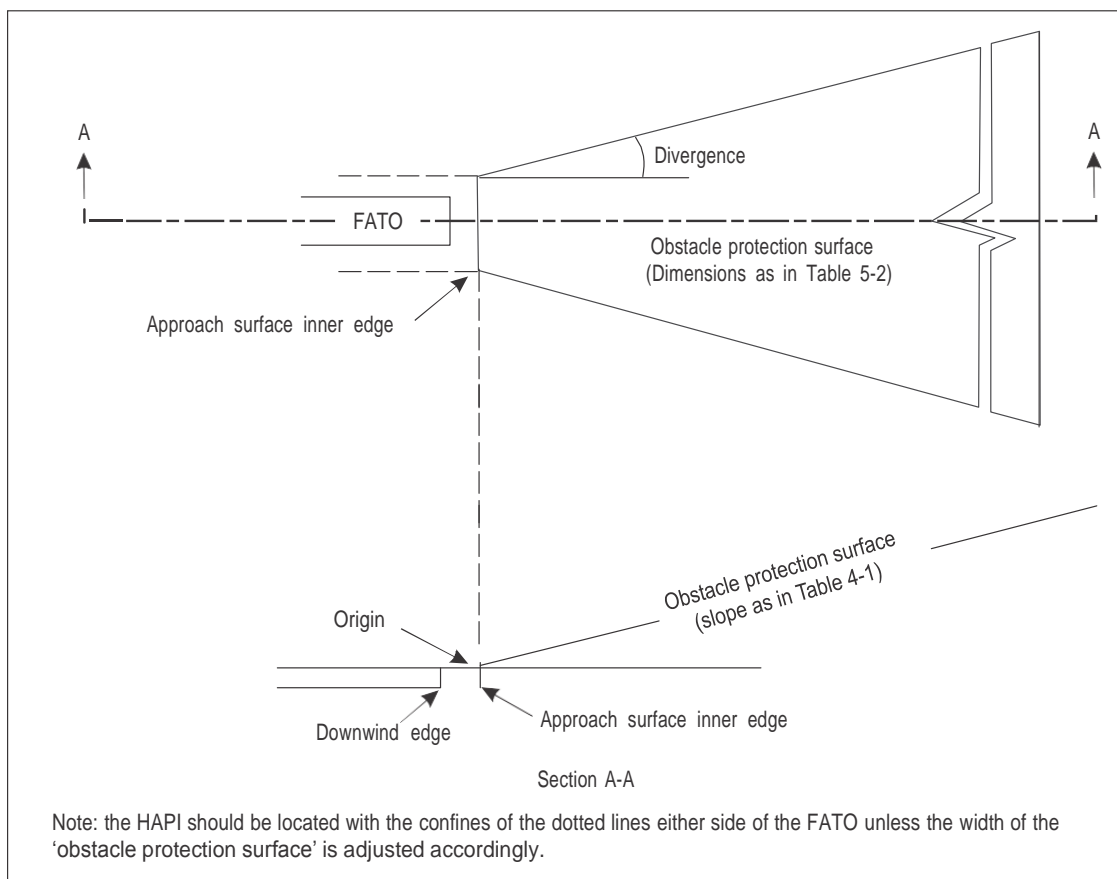 A
A
Divergence
FATO
Obstacle protection surface
(Dimensions as in Table 5-2)
Approach surface inner edge
Obstacle protection surface
(slope as in Table 4-1)
Origin
Downwind edge
Approach surface inner edge
Section A-A
Note: the HAPI should be located with the confines of the dotted lines either side of the FATO unless the width of the
‘obstacle protection surface’ is adjusted accordingly.